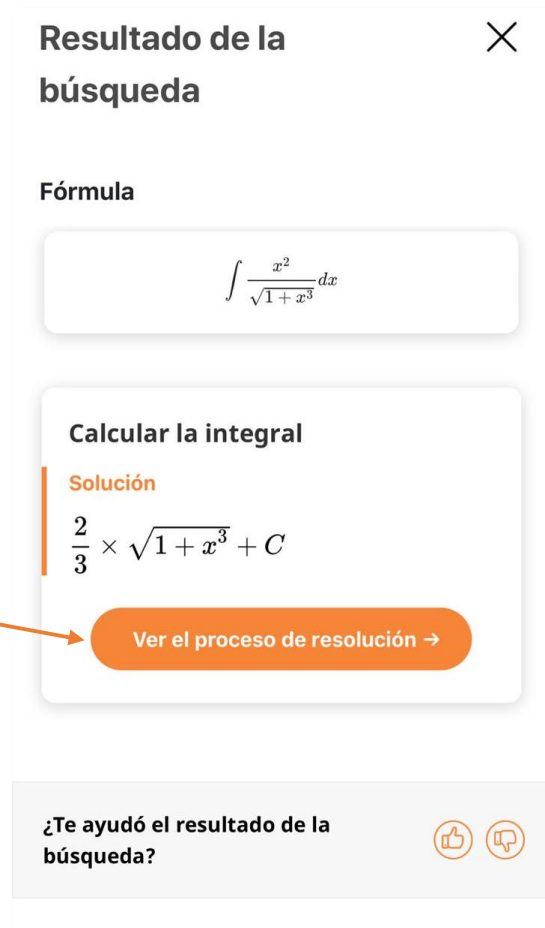 Resultado de la
búsqueda
Fórmula
∫ x² / √(1 + x³) dx
Calcular la integral
Solución
2/3 × √(1 + x³) + C
Ver el proceso de resolución →
¿Te ayudó el resultado de la
búsqueda?